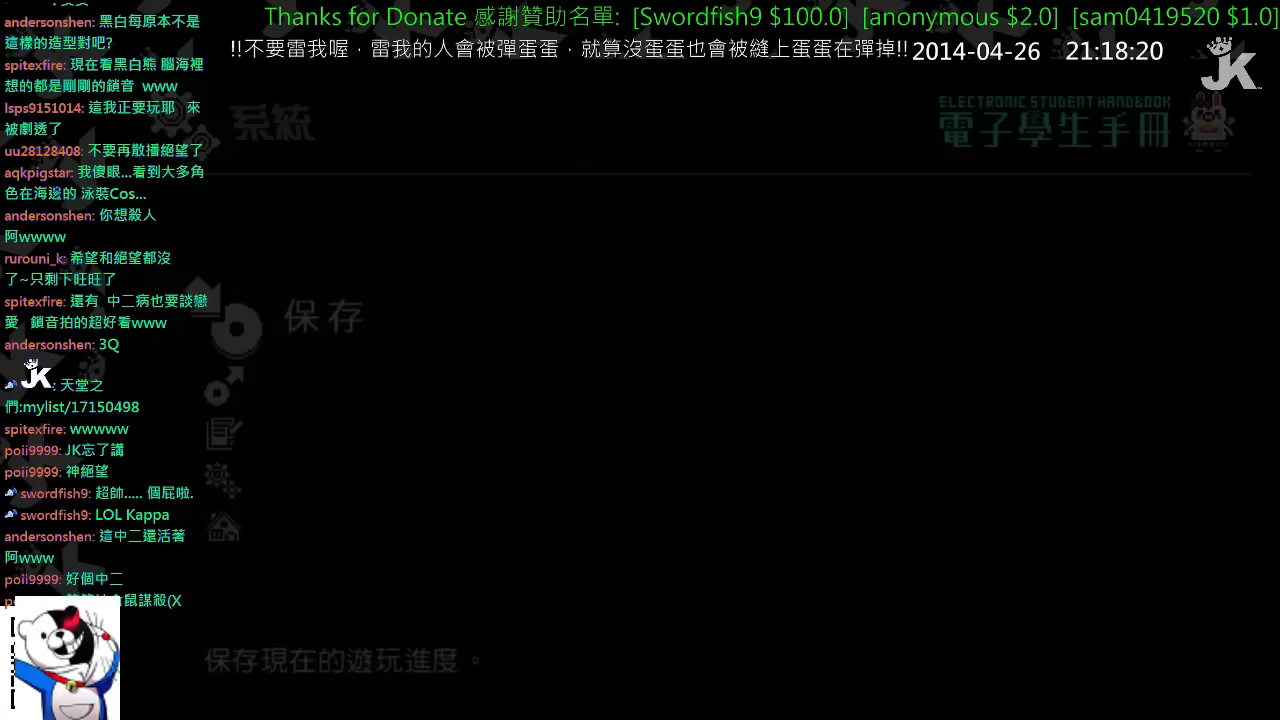 Thanks for Donate 感謝贊助名單: [Swordfish9 $100.0] [anonymous $2.0] [sam0419520 $1.0]
!!不要雷我喔，雷我的人會被彈蛋蛋，就算沒蛋蛋也會被縫上蛋蛋在彈掉!! 2014-04-26 21:18:20
JK
andersonshen: 黑白每原本不是
這樣的造型對吧?
spitexfire: 現在看黑白熊 腦海裡
想的都是剛剛的鎖音 www
lsps9151014: 這我正要玩耶 來
被劇透了
uu28128408: 不要再散播絕望了
aqkpigstar: 我傻眼...看到大多角
色在海邊的 泳裝Cos...
andersonshen: 你想殺人
阿wwww
rurouni_k: 希望和絕望都沒
了~只剩下旺旺了
spitexfire: 還有 中二病也要談戀
愛 鎖音拍的超好看www
andersonshen: 3Q
JK : 天堂之
們:mylist/17150498
spitexfire: wwwww
poii9999: JK忘了講
poii9999: 神絕望
swordfish9: 超帥..... 個屁啦.
swordfish9: LOL Kappa
andersonshen: 這中二還活著
阿www
poii9999: 好個中二
鼠謀殺(X
系統
ELECTRONIC STUDENT HANDBOOK
電子學生手冊
保存
保存現在的遊玩進度。